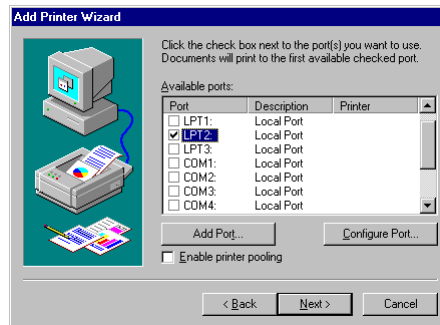 Add Printer Wizard
Click the check box next to the port(s) you want to use.
Documents will print to the first available checked port.
Available ports:
Port Description Printer
LPT1: Local Port
LPT2: Local Port
LPT3: Local Port
COM1: Local Port
COM2: Local Port
COM3: Local Port
COM4: Local Port
Add Port... Configure Port...
Enable printer pooling
< Back Next > Cancel